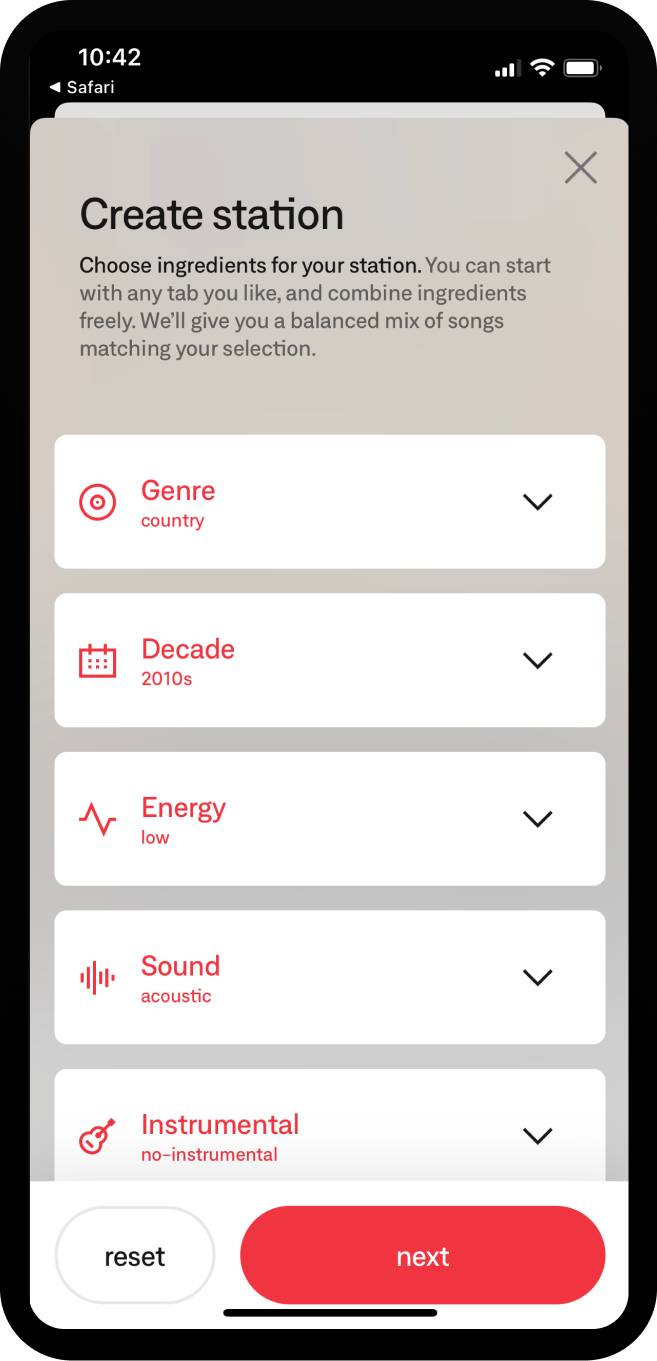 10:42
◀ Safari
Create station
Choose ingredients for your station. You can start
with any tab you like, and combine ingredients
freely. We’ll give you a balanced mix of songs
matching your selection.
Genre
country
Decade
2010s
Energy
low
Sound
acoustic
Instrumental
no-instrumental
reset
next